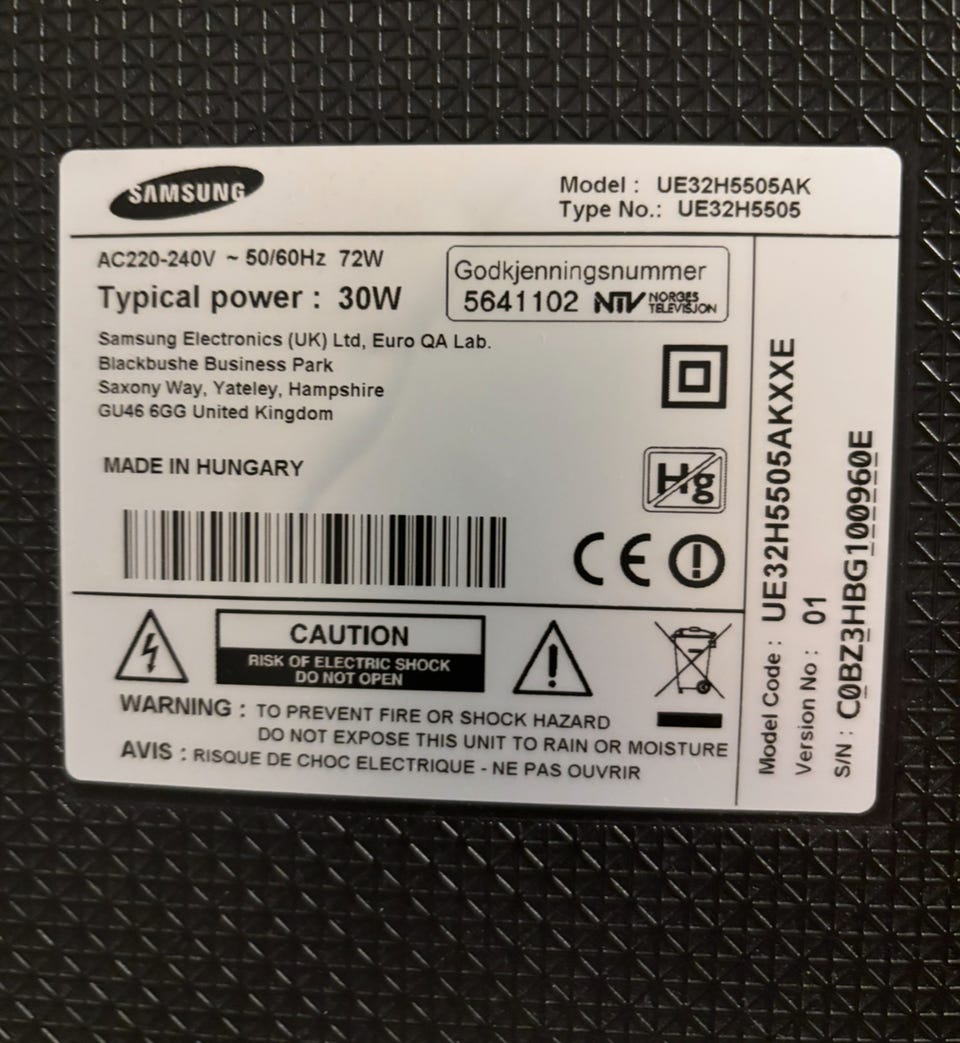 SAMSUNG
Model : UE32H5505AK
Type No.: UE32H5505
AC220-240V ~ 50/60Hz 72W
Typical power : 30W
Godkjenningsnummer
5641102 NTV NORGES
TELEVISJON
Samsung Electronics (UK) Ltd, Euro QA Lab.
Blackbushe Business Park
Saxony Way, Yateley, Hampshire
GU46 6GG United Kingdom
MADE IN HUNGARY
Hg
CE
CAUTION
RISK OF ELECTRIC SHOCK
DO NOT OPEN
WARNING : TO PREVENT FIRE OR SHOCK HAZARD
DO NOT EXPOSE THIS UNIT TO RAIN OR MOISTURE
AVIS : RISQUE DE CHOC ELECTRIQUE - NE PAS OUVRIR
Model Code : UE32H5505AKXXE
Version No : 01
S/N : C0BZ3HBG100960E